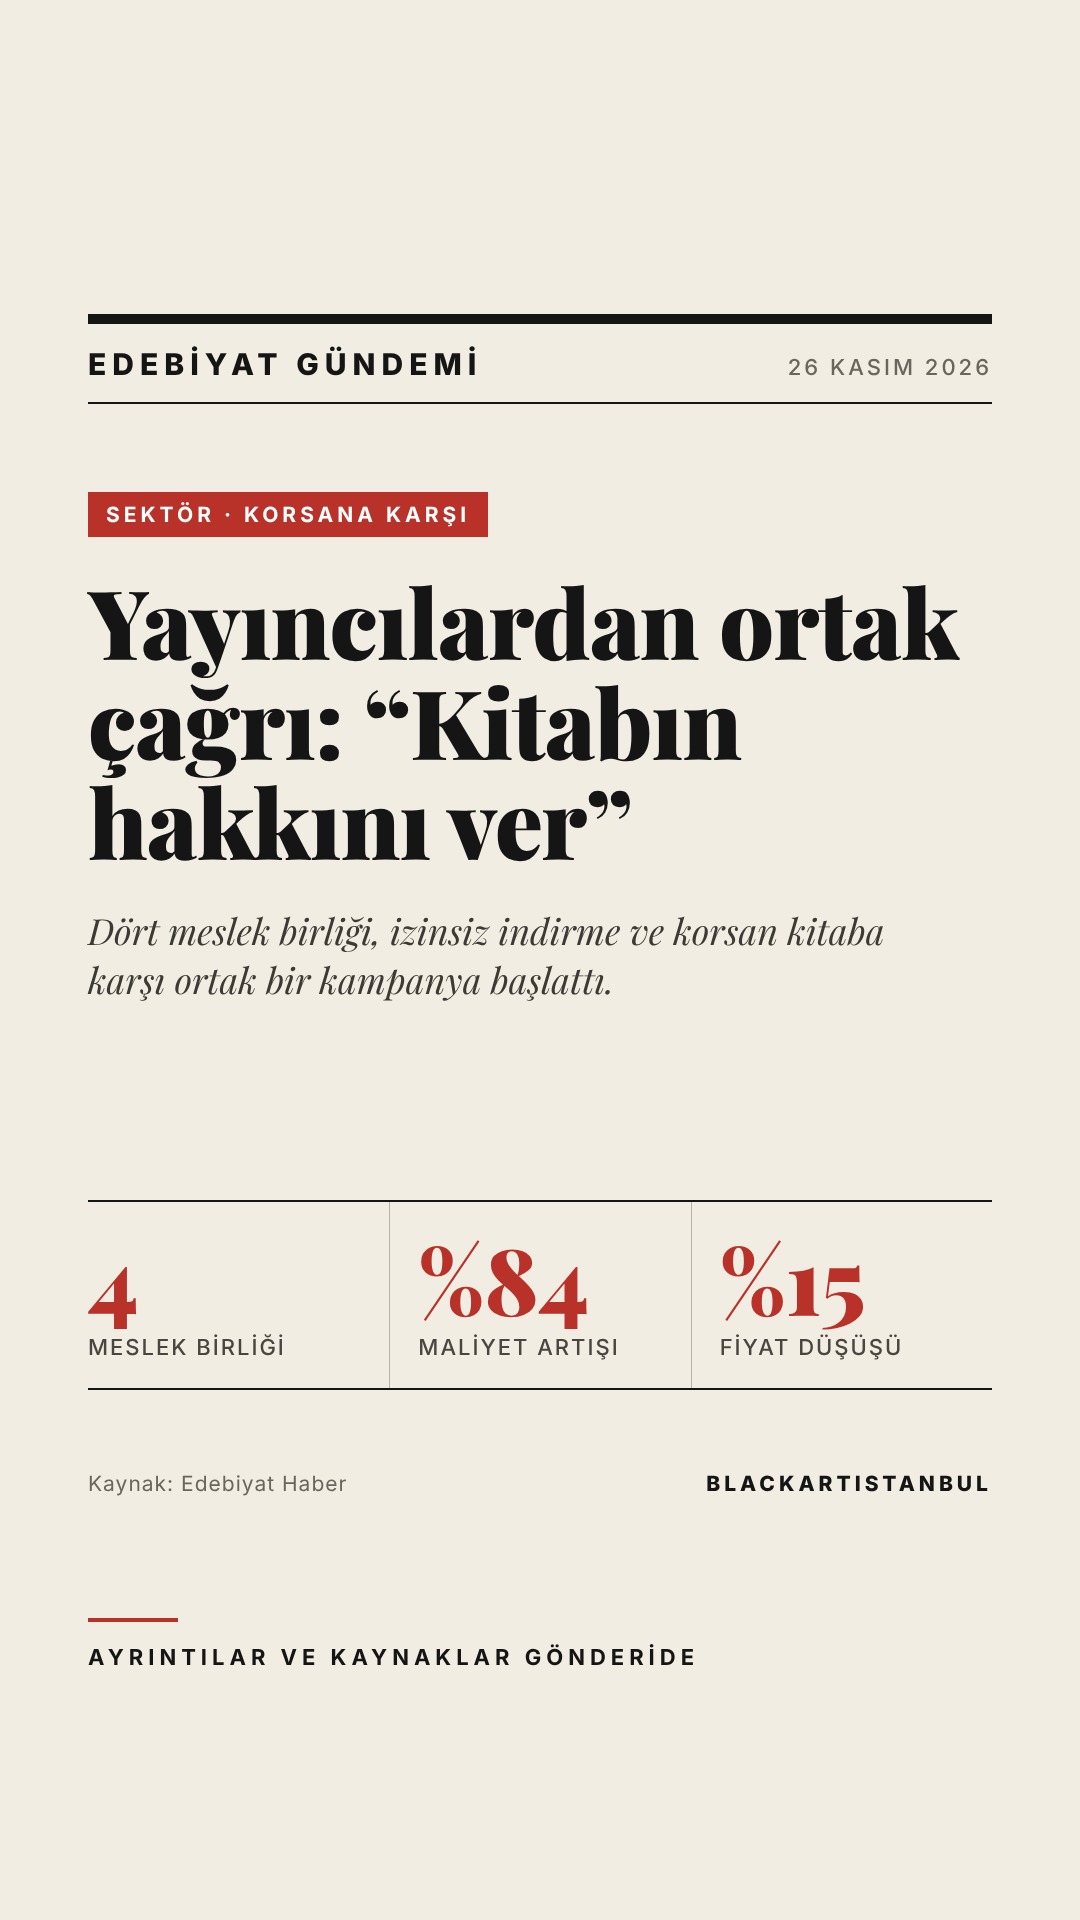 EDEBİYAT GÜNDEMİ
26 KASIM 2026
SEKTÖR · KORSANA KARŞI
Yayıncılardan ortak
çağrı: “Kitabın
hakkını ver”
Dört meslek birliği, izinsiz indirme ve korsan kitaba
karşı ortak bir kampanya başlattı.
4
MESLEK BİRLİĞİ
%84
MALİYET ARTIŞI
%15
FİYAT DÜŞÜŞÜ
Kaynak: Edebiyat Haber
BLACKARTISTANBUL
AYRINTILAR VE KAYNAKLAR GÖNDERİDE